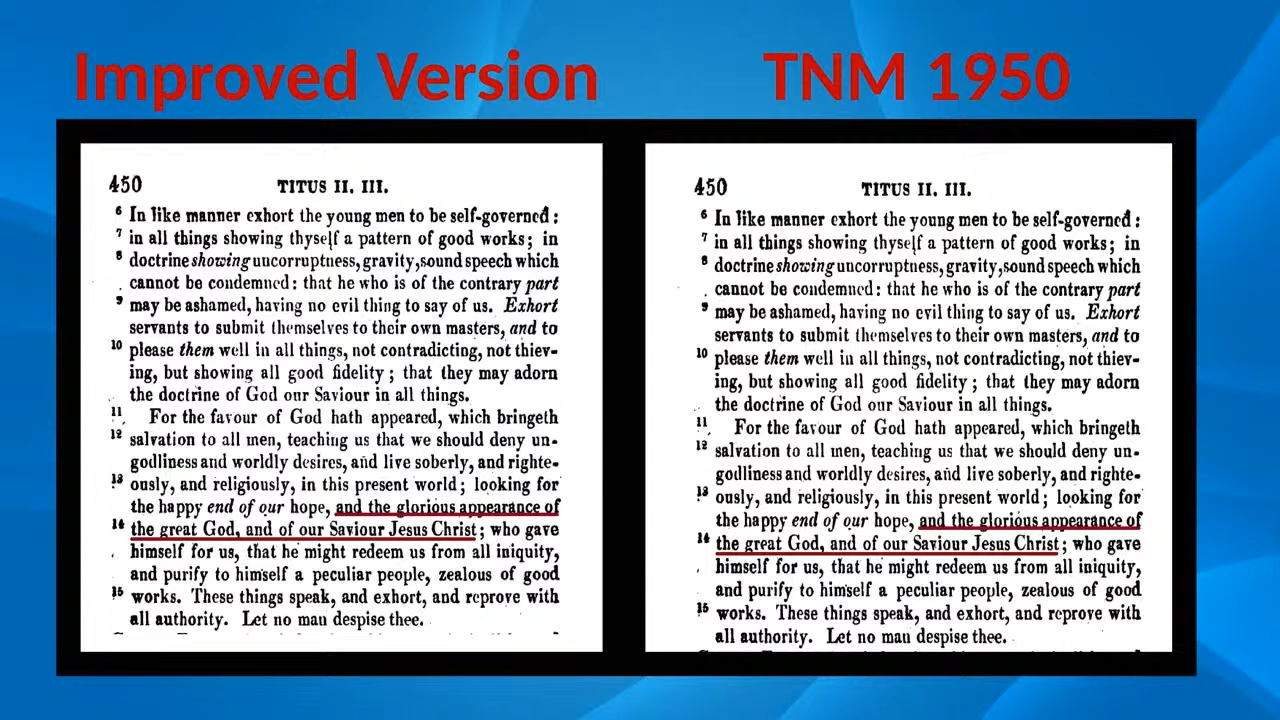 Improved Version
TNM 1950
450 TITUS II. III.
6 In like manner exhort the young men to be self-governed:
7 in all things showing thyself a pattern of good works; in
8 doctrine showing uncorruptness, gravity, sound speech which
cannot be condemned: that he who is of the contrary part
9 may be ashamed, having no evil thing to say of us. Exhort
servants to submit themselves to their own masters, and to
10 please them well in all things, not contradicting, not thiev-
ing, but showing all good fidelity; that they may adorn
the doctrine of God our Saviour in all things.
11 For the favour of God hath appeared, which bringeth
12 salvation to all men, teaching us that we should deny un-
godliness and worldly desires, and live soberly, and righte-
13 ously, and religiously, in this present world; looking for
the happy end of our hope, and the glorious appearance of
14 the great God, and of our Saviour Jesus Christ; who gave
himself for us, that he might redeem us from all iniquity,
and purify to himself a peculiar people, zealous of good
15 works. These things speak, and exhort, and reprove with
all authority. Let no man despise thee.
450 TITUS II. III.
6 In like manner exhort the young men to be self-governed:
7 in all things showing thyself a pattern of good works; in
8 doctrine showing uncorruptness, gravity, sound speech which
cannot be condemned: that he who is of the contrary part
9 may be ashamed, having no evil thing to say of us. Exhort
servants to submit themselves to their own masters, and to
10 please them well in all things, not contradicting, not thiev-
ing, but showing all good fidelity; that they may adorn
the doctrine of God our Saviour in all things.
11 For the favour of God hath appeared, which bringeth
12 salvation to all men, teaching us that we should deny un-
godliness and worldly desires, and live soberly, and righte-
13 ously, and religiously, in this present world; looking for
the happy end of our hope, and the glorious appearance of
14 the great God, and of our Saviour Jesus Christ; who gave
himself for us, that he might redeem us from all iniquity,
and purify to himself a peculiar people, zealous of good
15 works. These things speak, and exhort, and reprove with
all authority. Let no man despise thee.